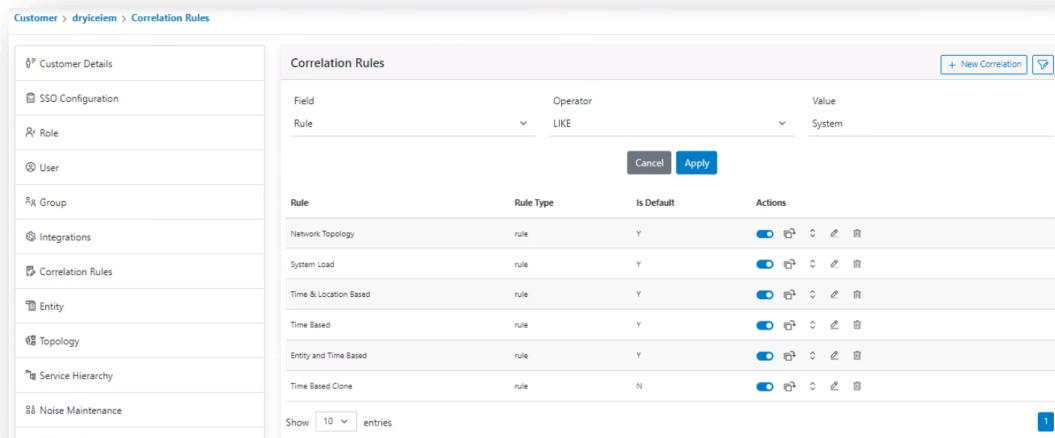 Customer > dryiceiem > Correlation Rules
Customer Details
SSO Configuration
Role
User
Group
Integrations
Correlation Rules
Entity
Topology
Service Hierarchy
Noise Maintenance
Correlation Rules
+ New Correlation
Field Operator Value
Rule LIKE System
Cancel Apply
Rule Rule Type Is Default Actions
Network Topology rule Y
System Load rule Y
Time & Location Based rule Y
Time Based rule Y
Entity and Time Based rule Y
Time Based Clone rule N
Show 10 entries
1